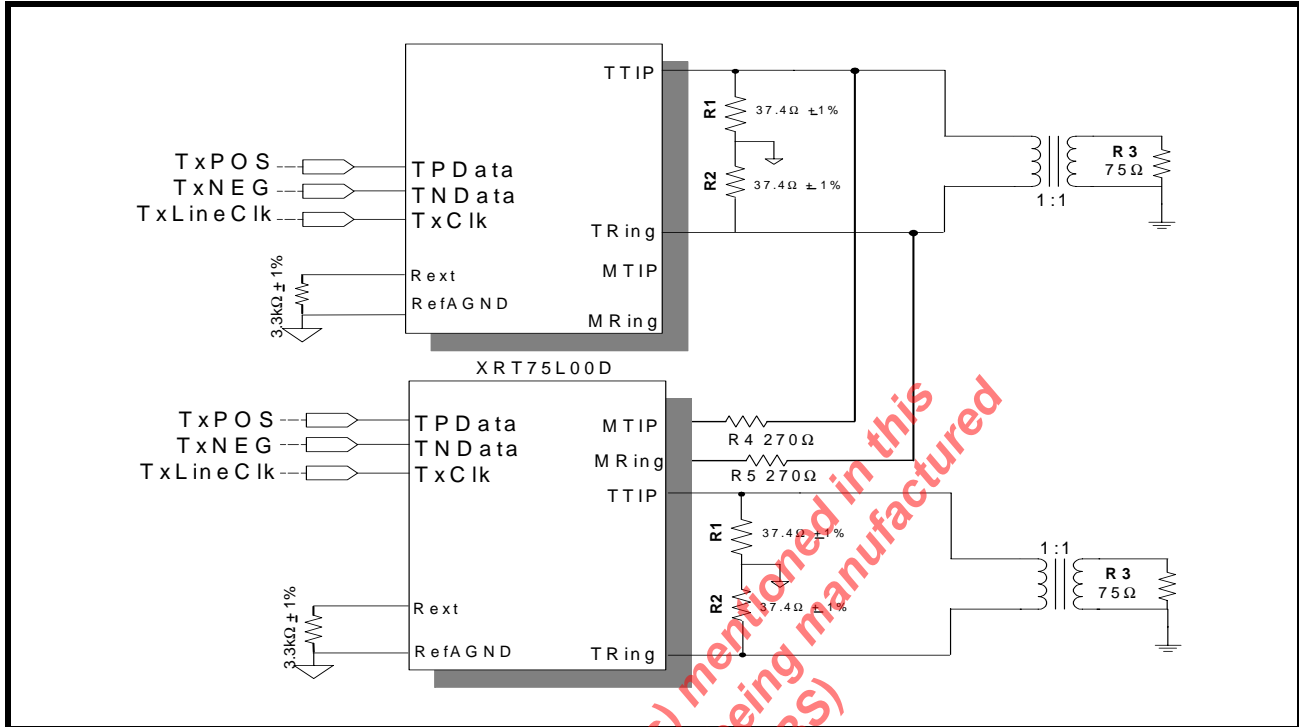 TTIP
R1
37.4Ω ±1%
R2
37.4Ω ±1%
TxPOS
TPData
TxNEG
TNData
TxLineClk
TxClk
TRing
MTIP
MRing
Rext
RefAGND
3.3kΩ ± 1%
R3
75Ω
1:1
XRT75L00D
TxPOS
TPData
TxNEG
TNData
TxLineClk
TxClk
MTIP
R4 270Ω
MRing
R5 270Ω
TTIP
R1
37.4Ω ±1%
R2
37.4Ω ±1%
Rext
RefAGND
TRing
3.3kΩ ± 1%
1:1
R3
75Ω
) mentioned in this
eing manufactured
S)